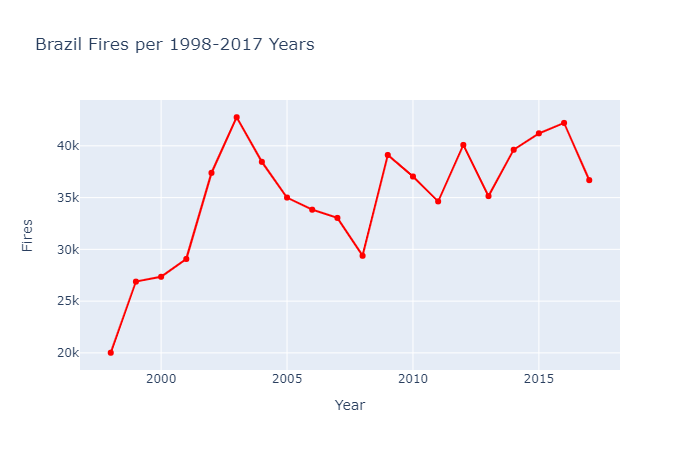 Brazil Fires per 1998-2017 Years
40k
35k
30k
25k
20k
Fires
2000 2005 2010 2015
Year